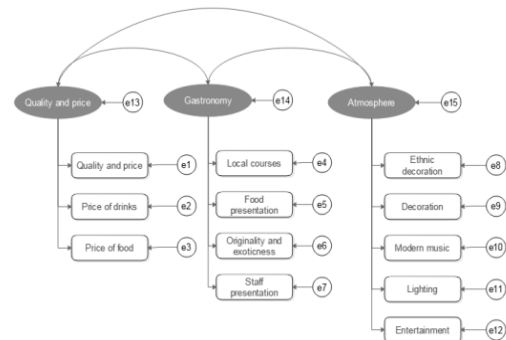 Quality and price
e13
Gastronomy
e14
Atmosphere
e15
Quality and price
e1
Price of drinks
e2
Price of food
e3
Local courses
e4
Food
presentation
e5
Originality and
exoticness
e6
Staff
presentation
e7
Ethnic
decoration
e8
Decoration
e9
Modern music
e10
Lighting
e11
Entertainment
e12